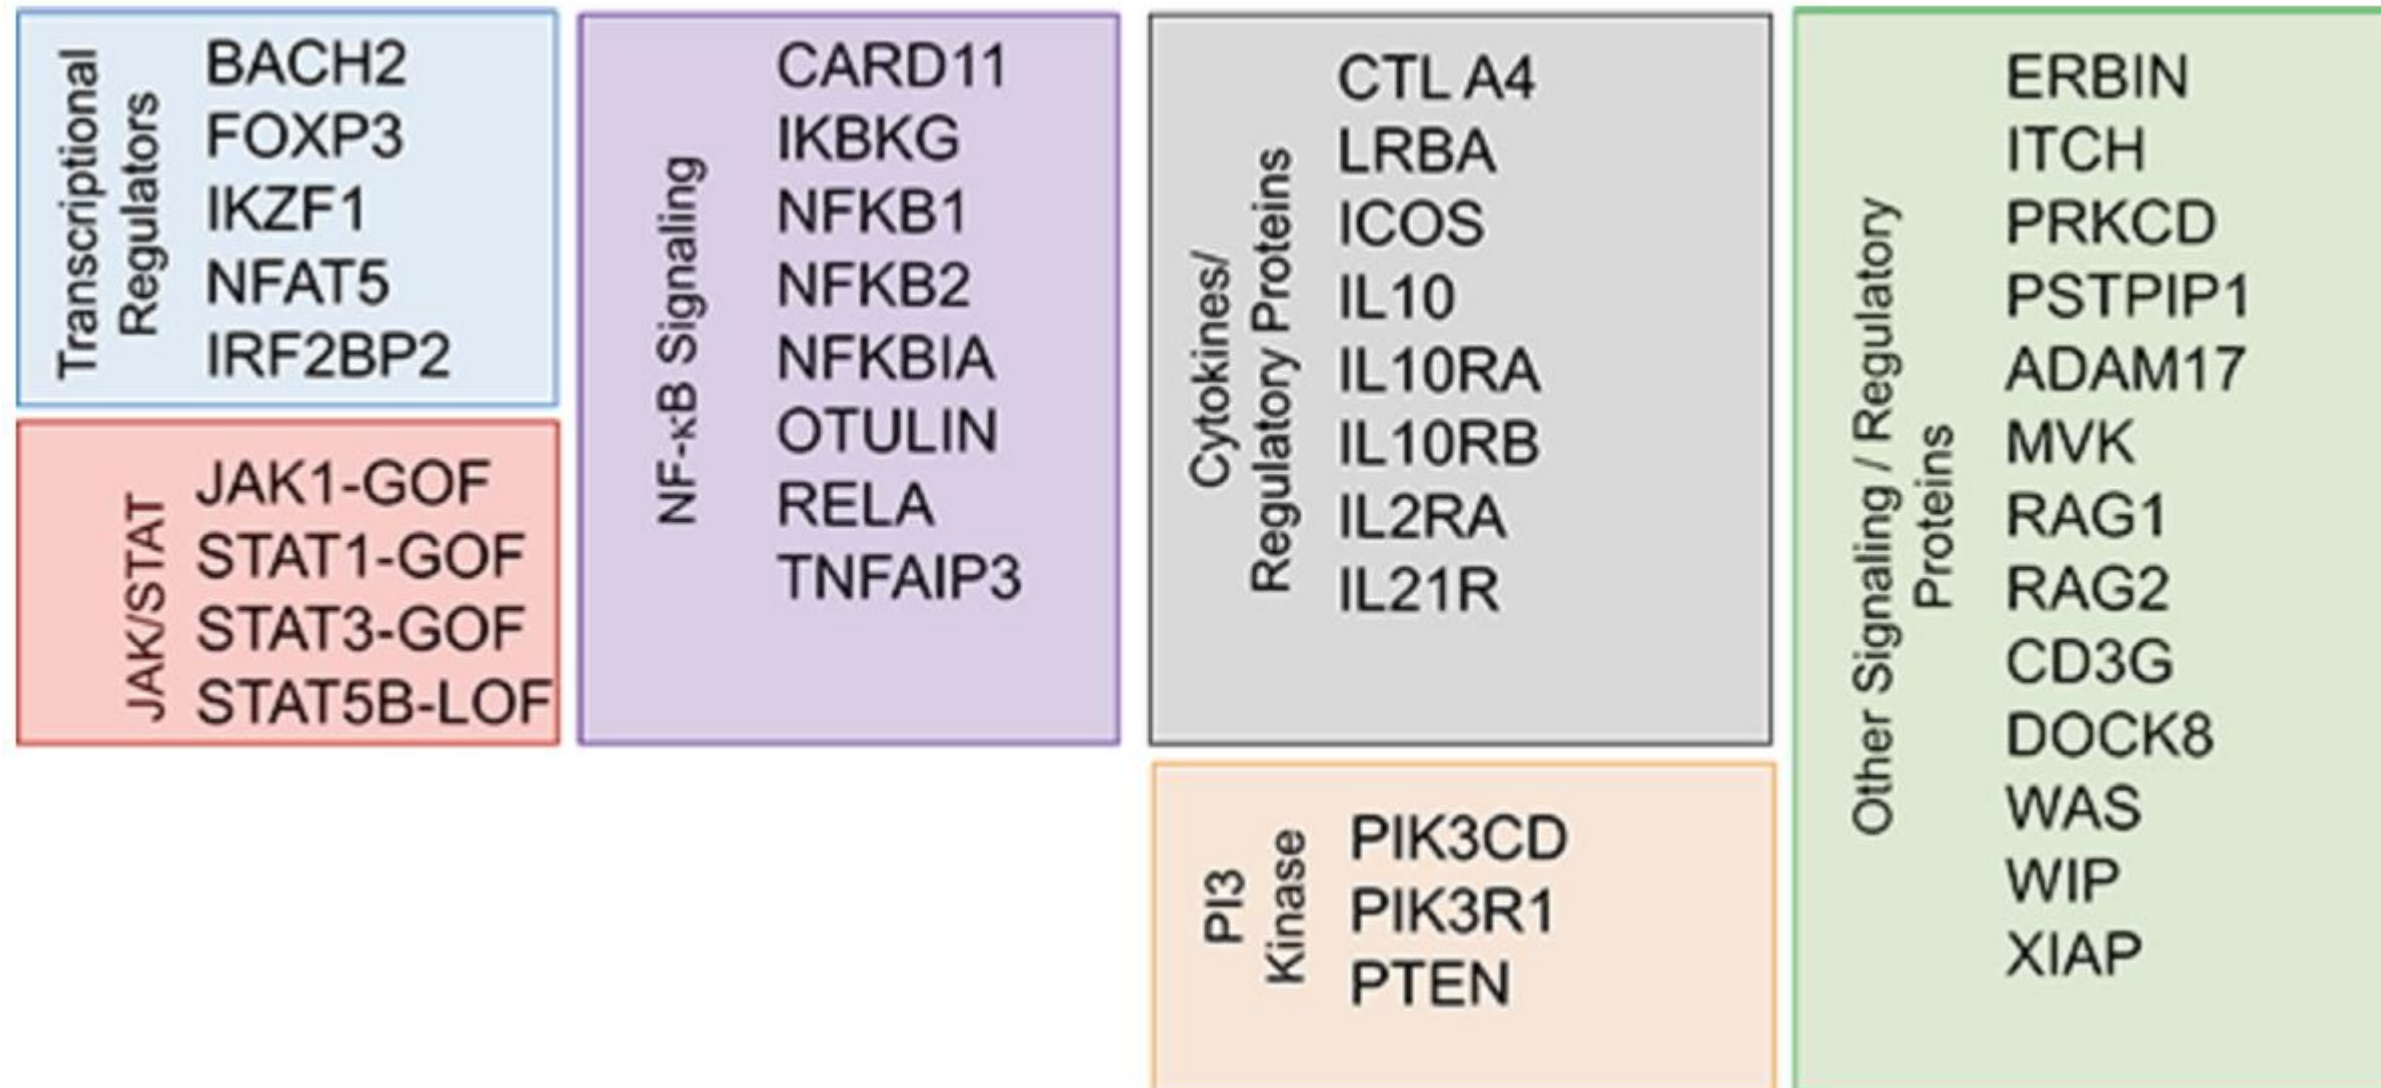 Transcriptional
Regulators
BACH2
FOXP3
IKZF1
NFAT5
IRF2BP2
JAK/STAT
JAK1-GOF
STAT1-GOF
STAT3-GOF
STAT5B-LOF
NF-κB Signaling
CARD11
IKBKG
NFKB1
NFKB2
NFKBIA
OTULIN
RELA
TNFAIP3
Cytokines/
Regulatory Proteins
CTL A4
LRBA
ICOS
IL10
IL10RA
IL10RB
IL2RA
IL21R
PI3
Kinase
PIK3CD
PIK3R1
PTEN
Other Signaling / Regulatory
Proteins
ERBIN
ITCH
PRKCD
PSTPIP1
ADAM17
MVK
RAG1
RAG2
CD3G
DOCK8
WAS
WIP
XIAP